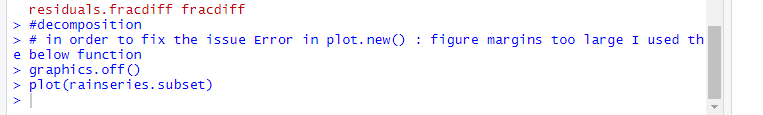 residuals.fracdiff fracdiff
> #decomposition
> # in order to fix the issue Error in plot.new() : figure margins too large I used th
e below function
> graphics.off()
> plot(rainseries.subset)
>